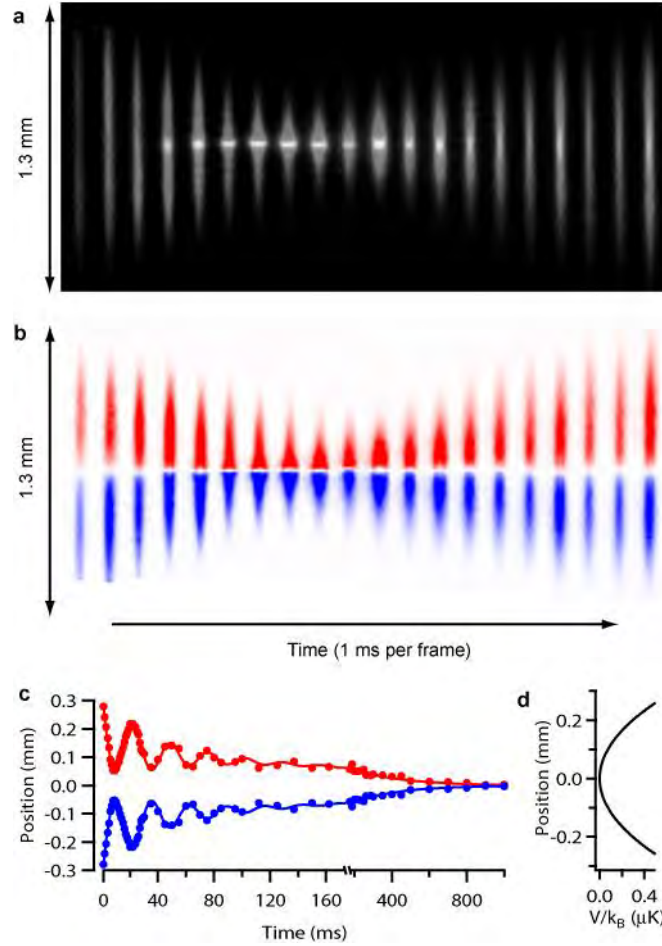 a
1.3 mm
b
1.3 mm
Time (1 ms per frame)
c
Position (mm)
0.3
0.2
0.1
0.0
-0.1
-0.2
-0.3
0 40 80 120 160 400 800
Time (ms)
d
Position (mm)
0.2
0.0
-0.2
0.0 0.4
V/kB (µK)